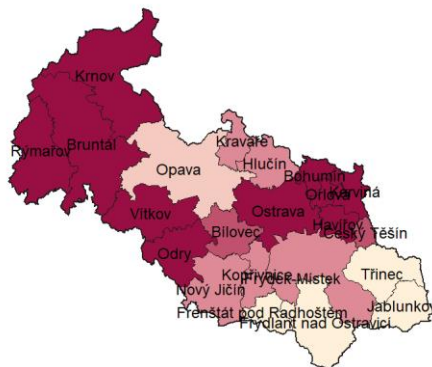 Krnov
Kravaře
Rýmařov
Bruntál
Opava
Hlučín
Bohumín
Orlová
Karviná
Vítkov
Ostrava
Havířov
Bílovec
Český Těšín
Odry
Třinec
Kopřivnice
Frýdek-Místek
Nový Jičín
Jablunkov
Frenštát pod Radhoštěm
Frýdlant nad Ostravicí